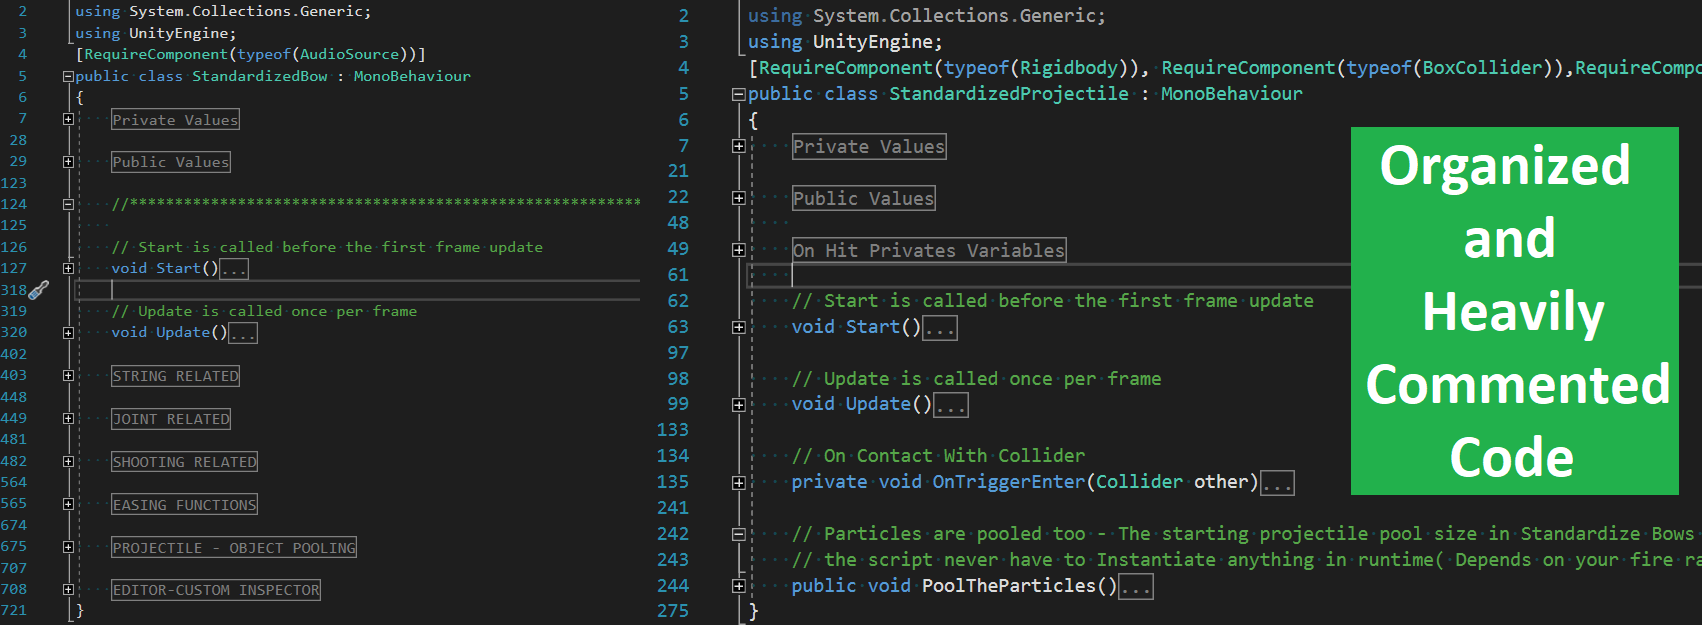 2 using System.Collections.Generic;
3 using UnityEngine;
4 [RequireComponent(typeof(AudioSource))]
5 public class StandardizedBow : MonoBehaviour
6 {
7 Private Values
28
29 Public Values
123
124 //*********************************************************
125
126 // Start is called before the first frame update
127 void Start()...
318
319 // Update is called once per frame
320 void Update()...
402
403 STRING RELATED
448
449 JOINT RELATED
481
482 SHOOTING RELATED
564
565 EASING FUNCTIONS
674
675 PROJECTILE - OBJECT POOLING
707
708 EDITOR-CUSTOM INSPECTOR
721 }
2 using System.Collections.Generic;
3 using UnityEngine;
4 [RequireComponent(typeof(Rigidbody)), RequireComponent(typeof(BoxCollider)),RequireCompo
5 public class StandardizedProjectile : MonoBehaviour
6 {
7 Private Values
21
22 Public Values
48
49 On Hit Privates Variables
61
62 // Start is called before the first frame update
63 void Start()...
97
98 // Update is called once per frame
99 void Update()...
133
134 // On Contact With Collider
135 private void OnTriggerEnter(Collider other)...
241
242 // Particles are pooled too - The starting projectile pool size in Standardize Bows
243 // the script never have to Instantiate anything in runtime( Depends on your fire ra
244 public void PoolTheParticles()...
275 }
Organized
and
Heavily
Commented
Code